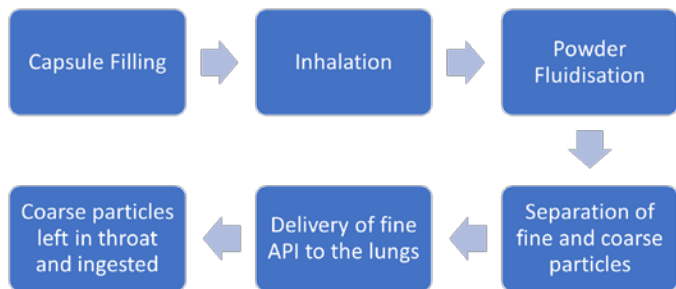 Capsule Filling
Inhalation
Powder
Fluidisation
Separation of
fine and coarse
particles
Delivery of fine
API to the lungs
Coarse particles
left in throat
and ingested